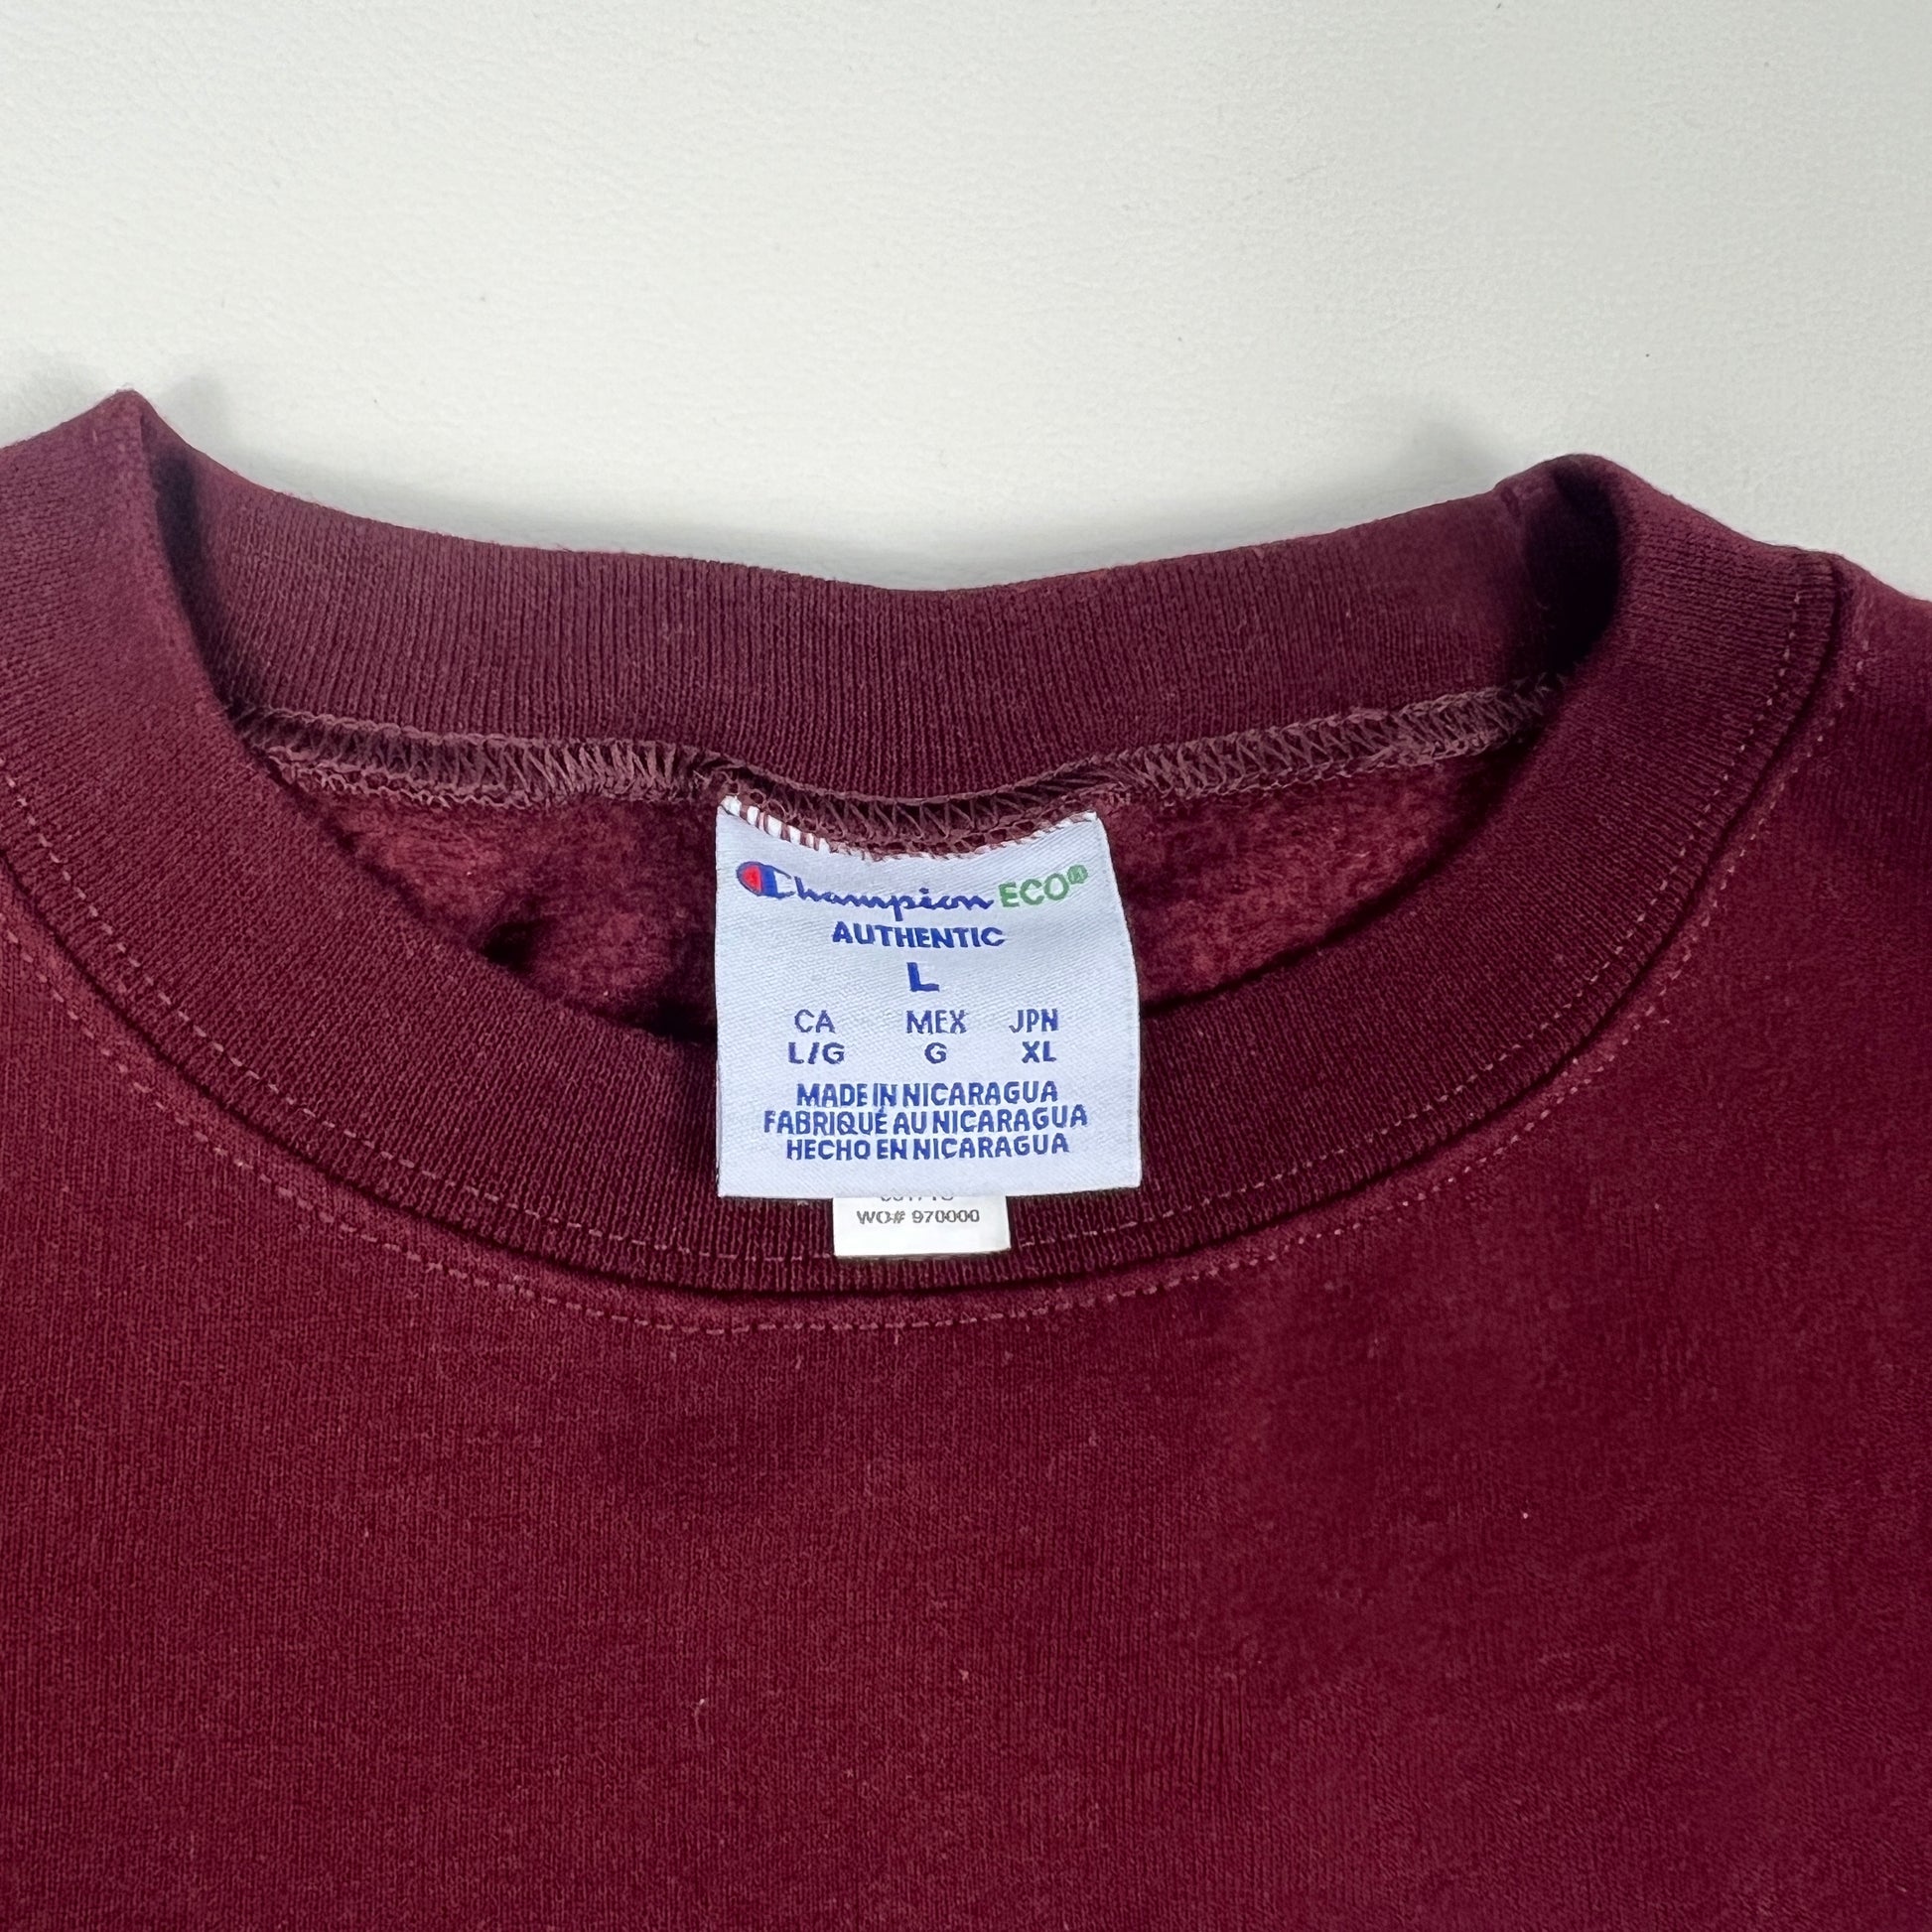 Champion ECO®
AUTHENTIC
L
CA MEX JPN
L/G G XL
MADE IN NICARAGUA
FABRIQUÉ AU NICARAGUA
HECHO EN NICARAGUA
WO# 970000